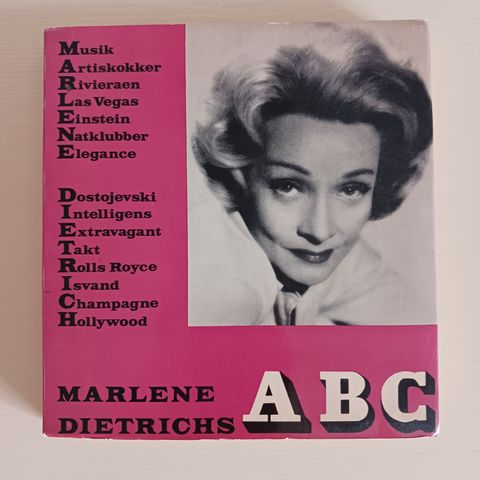 Musik
Artiskokker
Rivieraen
Las Vegas
Einstein
Natklubber
Elegance
Dostojevski
Intelligens
Extravagant
Takt
Rolls Royce
Isvand
Champagne
Hollywood
MARLENE
DIETRICHS ABC